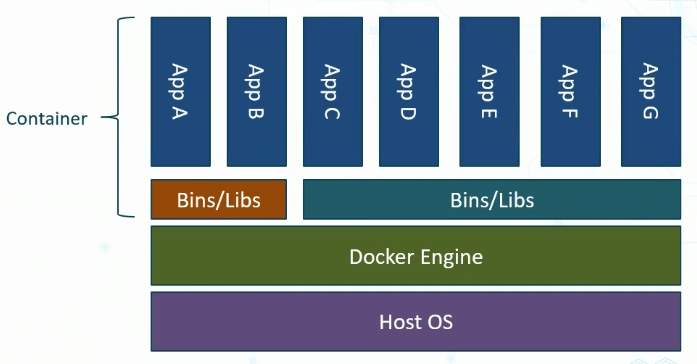 Container
App A
App B
App C
App D
App E
App F
App G
Bins/Libs
Bins/Libs
Docker Engine
Host OS